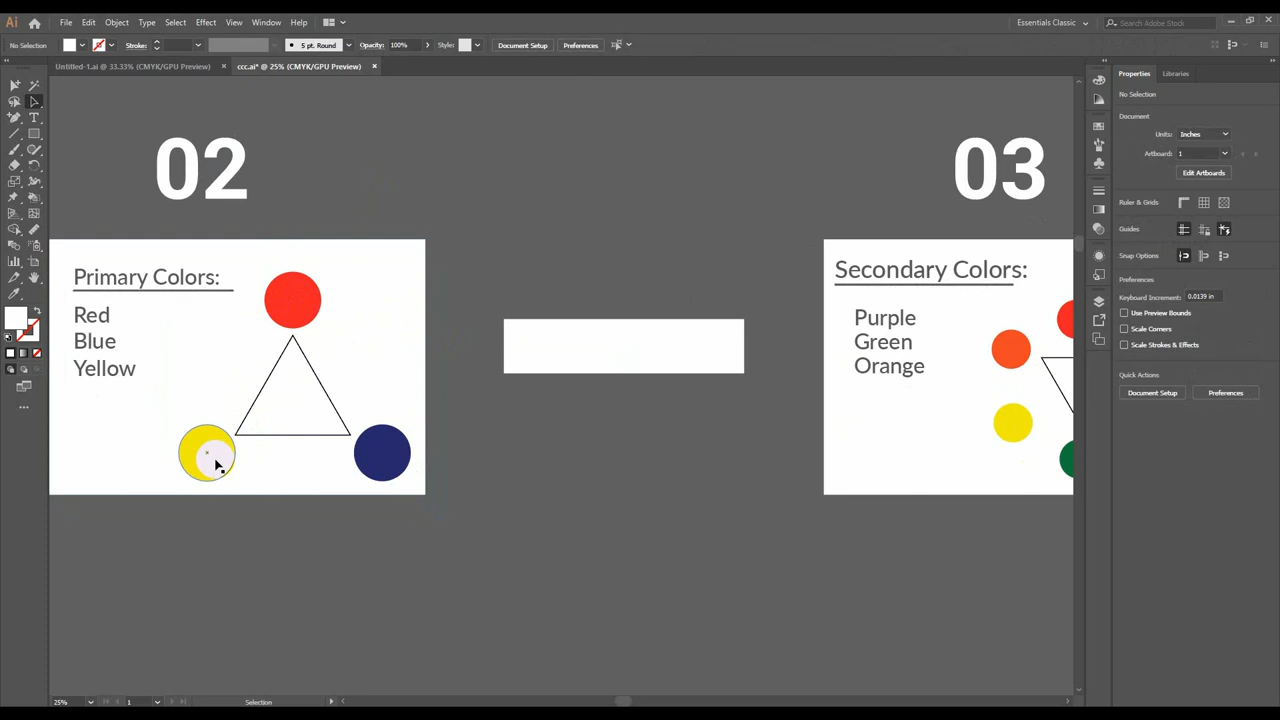 Ai
File Edit Object Type Select Effect View Window Help
Essentials Classic
Search Adobe Stock
No Selection
Stroke:
5 pt. Round
Opacity: 100%
Style:
Document Setup
Preferences
Untitled-1.ai @ 33.33% (CMYK/GPU Preview)
ccc.ai* @ 25% (CMYK/GPU Preview)
02
03
Primary Colors:
Red
Blue
Yellow
Secondary Colors:
Purple
Green
Orange
Properties
Libraries
No Selection
Document
Units: Inches
Artboard: 1
Edit Artboards
Ruler & Grids
Guides
Snap Options
Preferences
Keyboard Increment: 0.0139 in
Use Preview Bounds
Scale Corners
Scale Strokes & Effects
Quick Actions
Document Setup
Preferences
25%
1
Selection